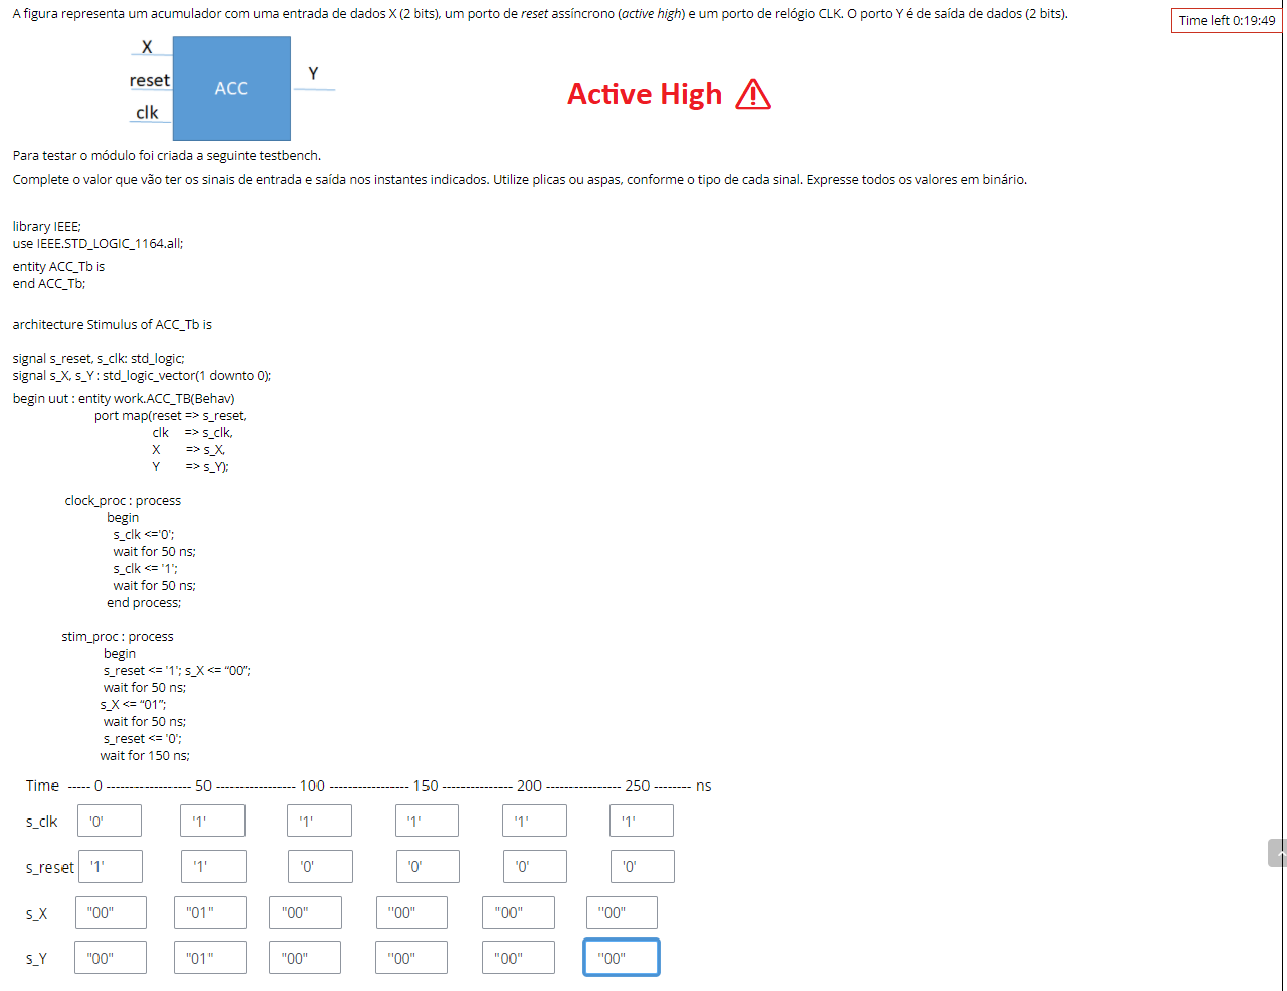 A figura representa um acumulador com uma entrada de dados X (2 bits), um porto de reset assíncrono (active high) e um porto de relógio CLK. O porto Y é de saída de dados (2 bits).
Time left 0:19:49
X
reset
clk
ACC
Y
Active High
Para testar o módulo foi criada a seguinte testbench.
Complete o valor que vão ter os sinais de entrada e saída nos instantes indicados. Utilize plicas ou aspas, conforme o tipo de cada sinal. Expresse todos os valores em binário.
library IEEE;
use IEEE.STD_LOGIC_1164.all;
entity ACC_Tb is
end ACC_Tb;
architecture Stimulus of ACC_Tb is
signal s_reset, s_clk: std_logic;
signal s_X, s_Y : std_logic_vector(1 downto 0);
begin uut : entity work.ACC_TB(Behav)
port map(reset => s_reset,
clk => s_clk,
X => s_X,
Y => s_Y);
clock_proc : process
begin
s_clk <='0';
wait for 50 ns;
s_clk <= '1';
wait for 50 ns;
end process;
stim_proc : process
begin
s_reset <= '1'; s_X <= “00”;
wait for 50 ns;
s_X <= “01”;
wait for 50 ns;
s_reset <= '0';
wait for 150 ns;
Time ----- 0 ------------------ 50 ----------------- 100 ---------------- 150 -------------- 200 ---------------- 250 -------- ns
s_clk '0' '1' '1' '1' '1' '1'
s_reset '1' '1' '0' '0' '0' '0'
s_X "00" "01" "00" "00" "00" "00"
s_Y "00" "01" "00" "00" "00" "00"